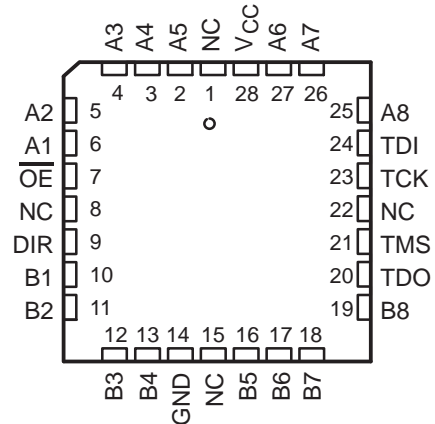 A3 A4 A5 NC VCC A6 A7
4 3 2 1 28 27 26
A2 5 25 A8
A1 6 24 TDI
OE 7 23 TCK
NC 8 22 NC
DIR 9 21 TMS
B1 10 20 TDO
B2 11 19 B8
12 13 14 15 16 17 18
B3 B4 GND NC B5 B6 B7